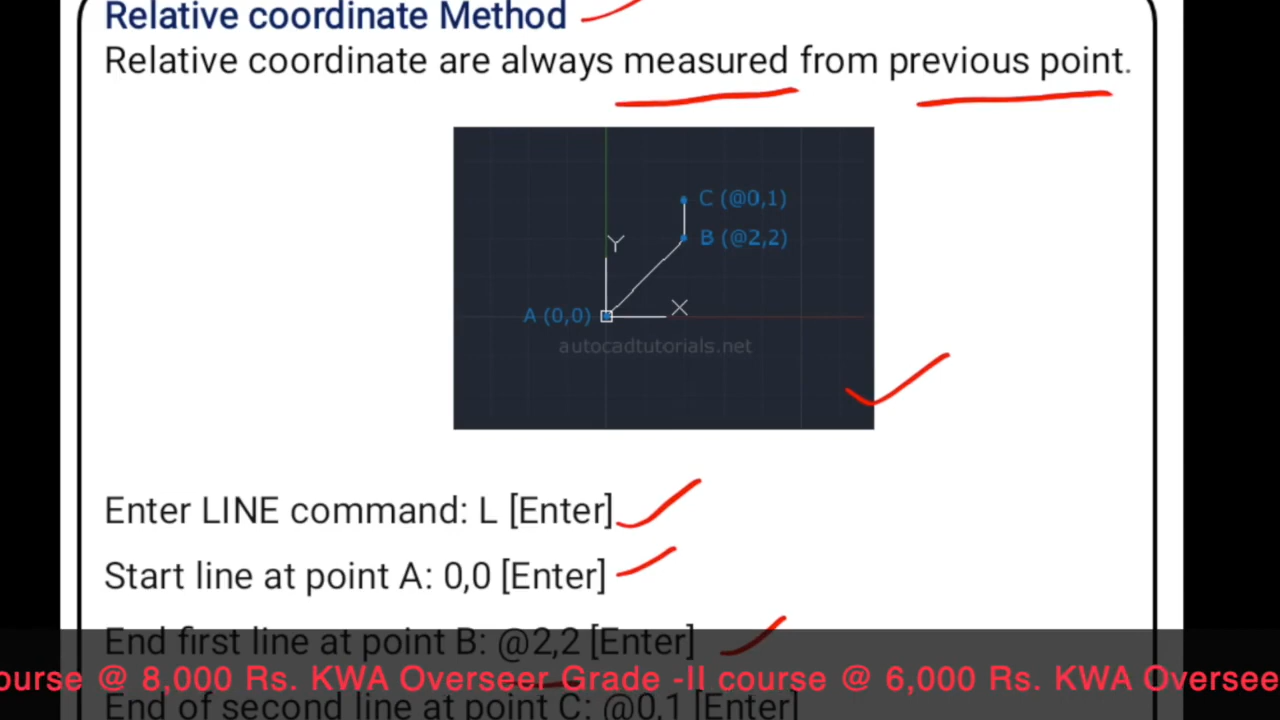 Relative coordinate Method
Relative coordinate are always measured from previous point.
C (@0,1)
Y
B (@2,2)
X
A (0,0)
autocadtutorials.net
Enter LINE command: L [Enter]
Start line at point A: 0,0 [Enter]
End first line at point B: @2,2 [Enter]
ourse @ 8,000 Rs. KWA Overseer Grade -II course @ 6,000 Rs. KWA Oversee
End of second line at point C: @0,1 [Enter]